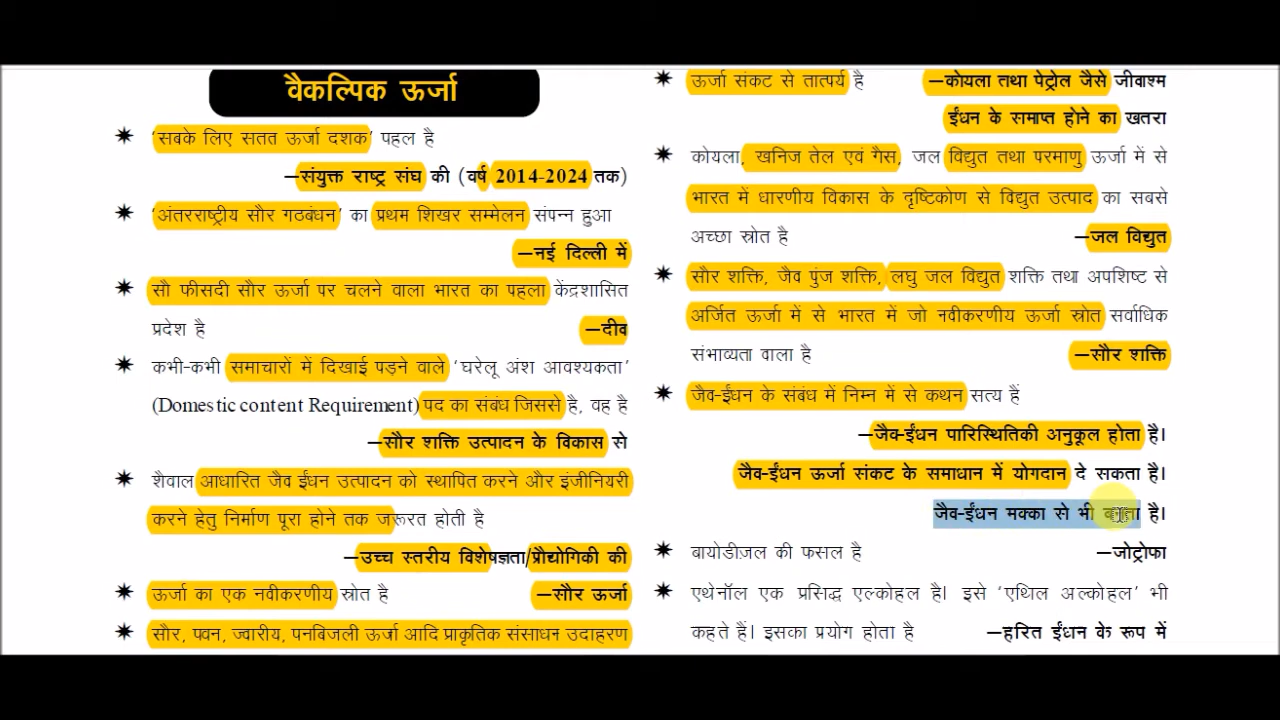 वैकल्पिक ऊर्जा
✷ 'सबके लिए सतत ऊर्जा दशक' पहल है
–संयुक्त राष्ट्र संघ की (वर्ष 2014-2024 तक)
✷ 'अंतरराष्ट्रीय सौर गठबंधन' का प्रथम शिखर सम्मेलन संपन्न हुआ
–नई दिल्ली में
✷ सौ फीसदी सौर ऊर्जा पर चलने वाला भारत का पहला केंद्रशासित
प्रदेश है –दीव
✷ कभी-कभी समाचारों में दिखाई पड़ने वाले 'घरेलू अंश आवश्यकता'
(Domestic content Requirement) पद का संबंध जिससे है, वह है
–सौर शक्ति उत्पादन के विकास से
✷ शैवाल आधारित जैव ईंधन उत्पादन को स्थापित करने और इंजीनियरी
करने हेतु निर्माण पूरा होने तक जरूरत होती है
–उच्च स्तरीय विशेषज्ञता/प्रौद्योगिकी की
✷ ऊर्जा का एक नवीकरणीय स्रोत है –सौर ऊर्जा
✷ सौर, पवन, ज्वारीय, पनबिजली ऊर्जा आदि प्राकृतिक संसाधन उदाहरण
✷ ऊर्जा संकट से तात्पर्य है –कोयला तथा पेट्रोल जैसे जीवाश्म
ईंधन के समाप्त होने का खतरा
✷ कोयला, खनिज तेल एवं गैस, जल विद्युत तथा परमाणु ऊर्जा में से
भारत में धारणीय विकास के दृष्टिकोण से विद्युत उत्पाद का सबसे
अच्छा स्रोत है –जल विद्युत
✷ सौर शक्ति, जैव पुंज शक्ति, लघु जल विद्युत शक्ति तथा अपशिष्ट से
अर्जित ऊर्जा में से भारत में जो नवीकरणीय ऊर्जा स्रोत सर्वाधिक
संभाव्यता वाला है –सौर शक्ति
✷ जैव-ईंधन के संबंध में निम्न में से कथन सत्य हैं
–जैव-ईंधन पारिस्थितिकी अनुकूल होता है।
जैव-ईंधन ऊर्जा संकट के समाधान में योगदान दे सकता है।
जैव-ईंधन मक्का से भी बनता है।
✷ बायोडीज़ल की फसल है –जोट्रोफा
✷ एथेनॉल एक प्रसिद्ध एल्कोहल है। इसे 'एथिल अल्कोहल' भी
कहते हैं। इसका प्रयोग होता है –हरित ईंधन के रूप में